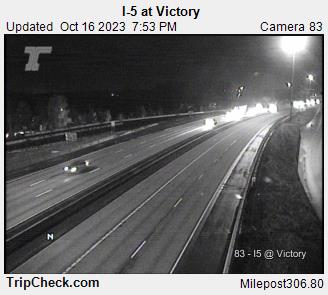 I-5 at Victory
Updated Oct 16 2023 7:53 PM Camera 83
T
N
83 - I5 @ Victory
TripCheck.com Milepost306.80